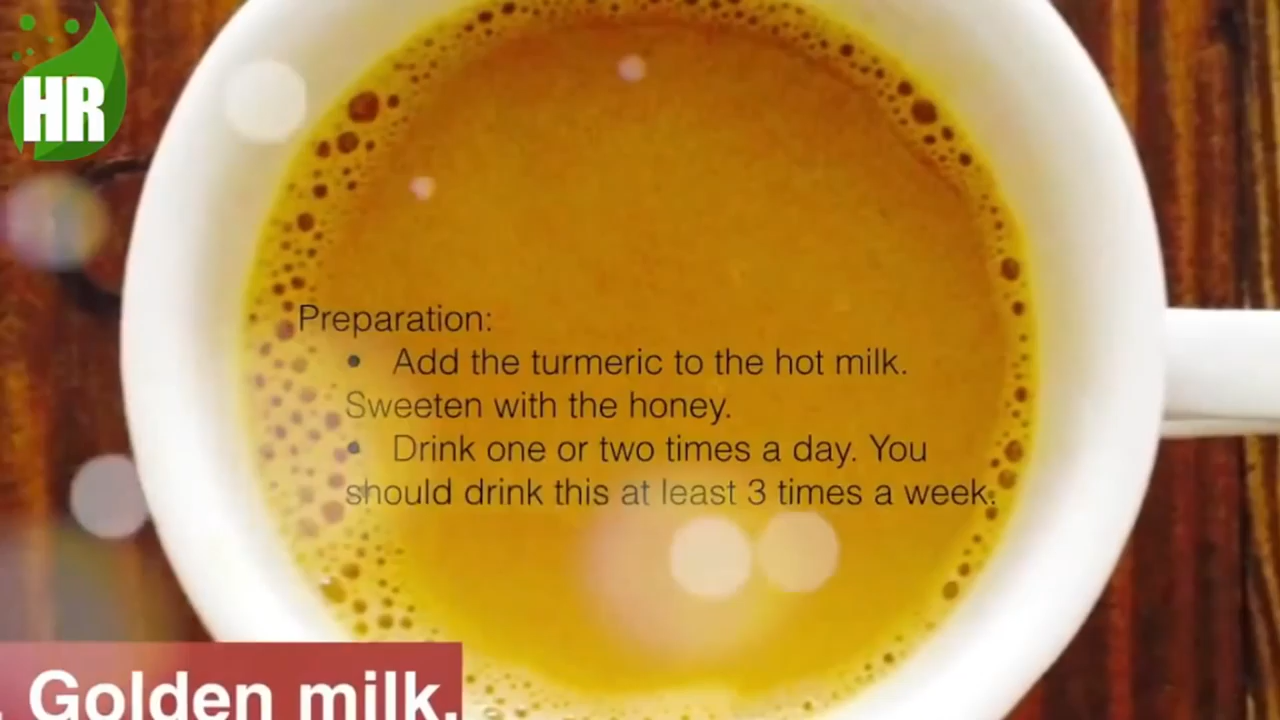 HR
Preparation:
• Add the turmeric to the hot milk.
Sweeten with the honey.
• Drink one or two times a day. You
should drink this at least 3 times a week.
. Golden milk.